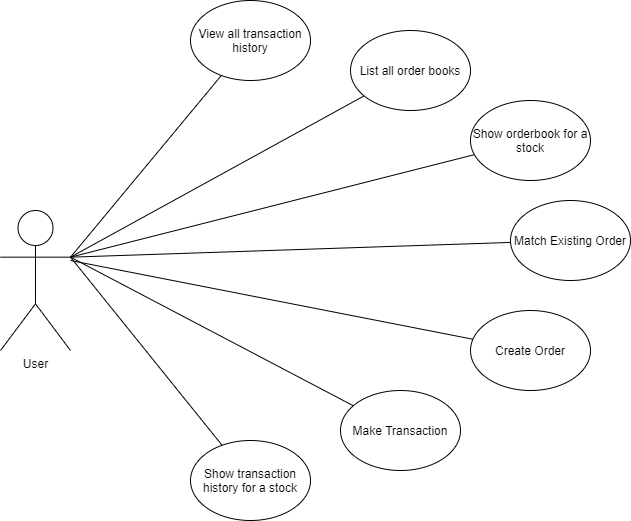 View all transaction
history
List all order books
Show orderbook for a
stock
Match Existing Order
Create Order
User
Make Transaction
Show transaction
history for a stock